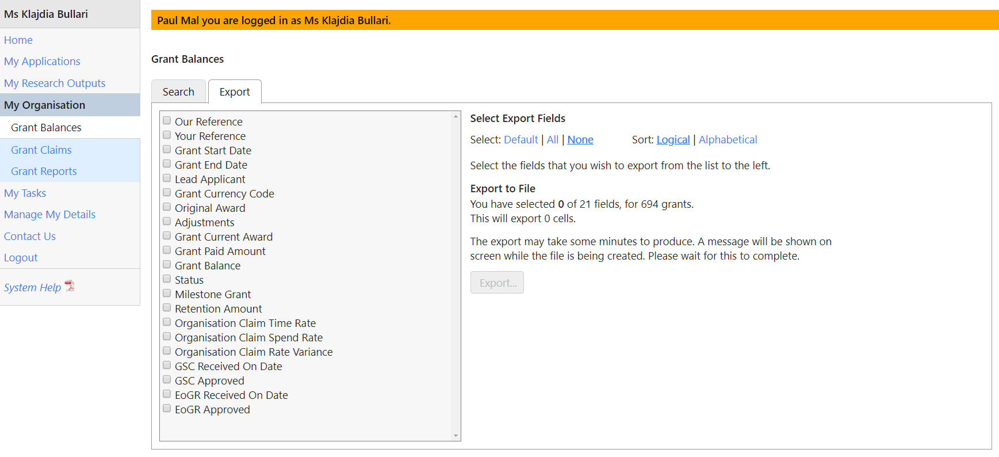 Ms Klajdia Bullari
Home
My Applications
My Research Outputs
My Organisation
Grant Balances
Grant Claims
Grant Reports
My Tasks
Manage My Details
Contact Us
Logout
System Help
Paul Mal you are logged in as Ms Klajdia Bullari.
Grant Balances
Search
Export
Our Reference
Your Reference
Grant Start Date
Grant End Date
Lead Applicant
Grant Currency Code
Original Award
Adjustments
Grant Current Award
Grant Paid Amount
Grant Balance
Status
Milestone Grant
Retention Amount
Organisation Claim Time Rate
Organisation Claim Spend Rate
Organisation Claim Rate Variance
GSC Received On Date
GSC Approved
EoGR Received On Date
EoGR Approved
Select Export Fields
Select: Default | All | None Sort: Logical | Alphabetical
Select the fields that you wish to export from the list to the left.
Export to File
You have selected 0 of 21 fields, for 694 grants.
This will export 0 cells.
The export may take some minutes to produce. A message will be shown on
screen while the file is being created. Please wait for this to complete.
Export...